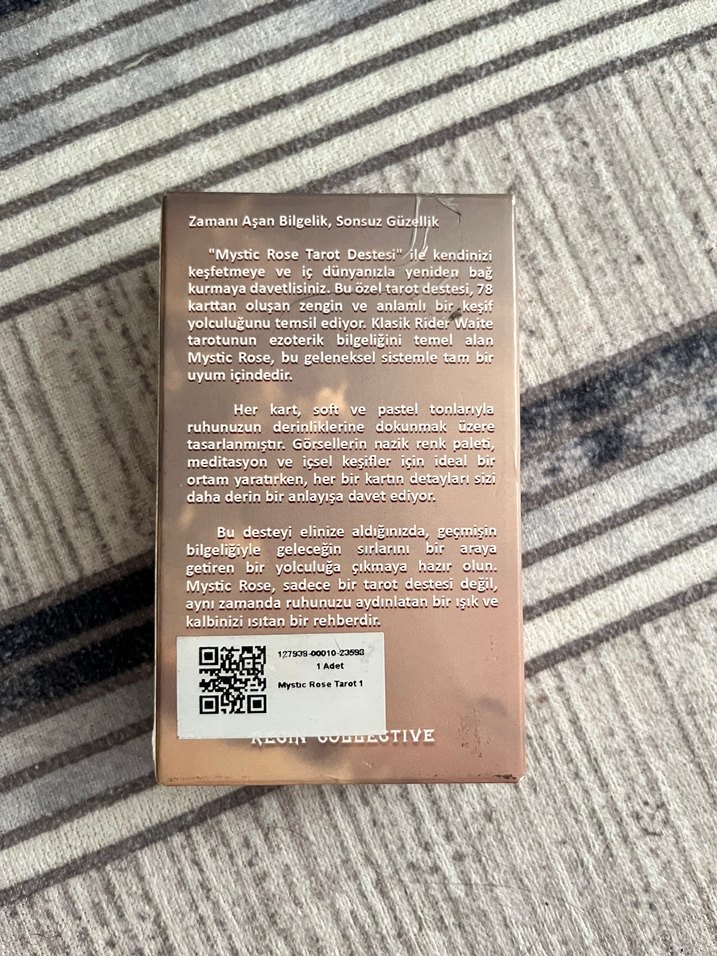 Zamanı Aşan Bilgelik, Sonsuz Güzellik
"Mystic Rose Tarot Destesi" ile kendinizi
keşfetmeye ve iç dünyanızla yeniden bağ
kurmaya davetlisiniz. Bu özel tarot destesi, 78
karttan oluşan zengin ve anlamlı bir keşif
yolculuğunu temsil ediyor. Klasik Rider Waite
tarotunun ezoterik bilgeliğini temel alan
Mystic Rose, bu geleneksel sistemle tam bir
uyum içindedir.
Her kart, soft ve pastel tonlarıyla
ruhunuzun derinliklerine dokunmak üzere
tasarlanmıştır. Görsellerin nazik renk paleti,
meditasyon ve içsel keşifler için ideal bir
ortam yaratırken, her bir kartın detayları sizi
daha derin bir anlayışa davet ediyor.
Bu desteyi elinize aldığınızda, geçmişin
bilgeliğiyle geleceğin sırlarını bir araya
getiren bir yolculuğa çıkmaya hazır olun.
Mystic Rose, sadece bir tarot destesi değil,
aynı zamanda ruhunuzu aydınlatan bir ışık ve
kalbinizi ısıtan bir rehberdir.
127938-00010-23593
1 Adet
Mystic Rose Tarot 1
COLLECTIVE